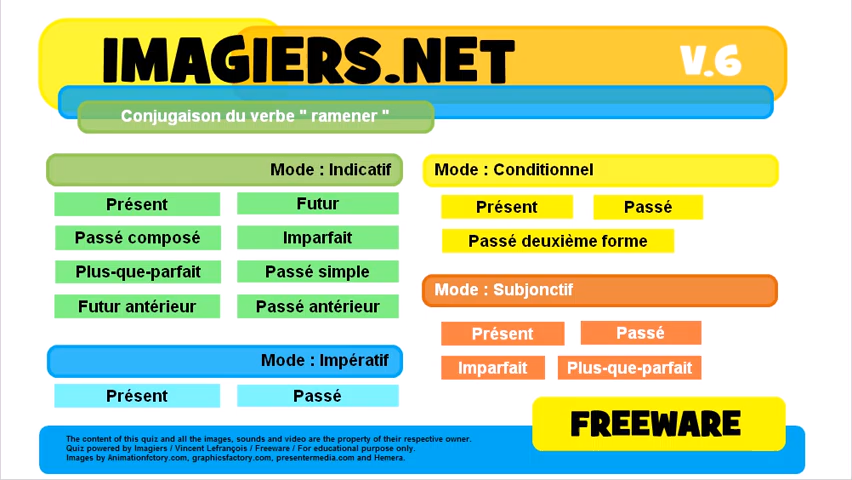 IMAGIERS.NET
V.6
Conjugaison du verbe " ramener "
Mode : Indicatif
Présent
Futur
Passé composé
Imparfait
Plus-que-parfait
Passé simple
Futur antérieur
Passé antérieur
Mode : Impératif
Présent
Passé
Mode : Conditionnel
Présent
Passé
Passé deuxième forme
Mode : Subjonctif
Présent
Passé
Imparfait
Plus-que-parfait
FREEWARE
The content of this quiz and all the images, sounds and video are the property of their respective owner.
Quiz powered by Imagiers / Vincent Lefrançois / Freeware / For educational purpose only.
Images by Animationfctory.com, graphicsfactory.com, presentermedia.com and Hemera.